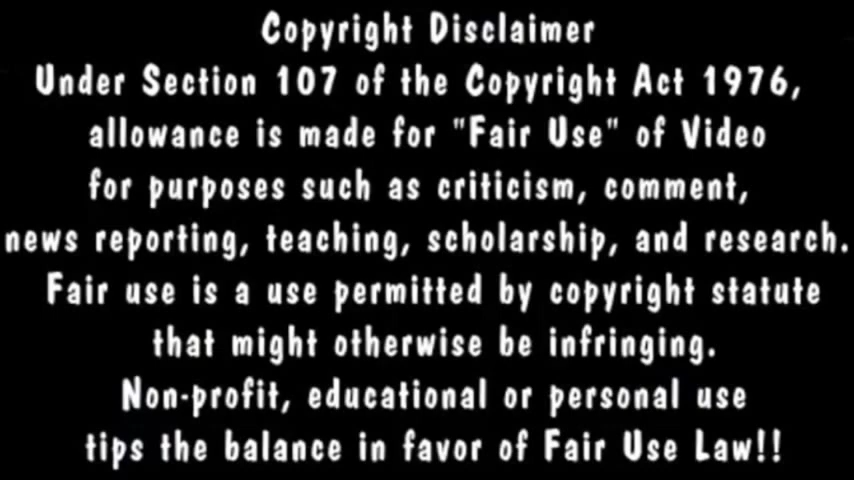 Copyright Disclaimer
Under Section 107 of the Copyright Act 1976,
allowance is made for "Fair Use" of Video
for purposes such as criticism, comment,
news reporting, teaching, scholarship, and research.
Fair use is a use permitted by copyright statute
that might otherwise be infringing.
Non-profit, educational or personal use
tips the balance in favor of Fair Use Law!!